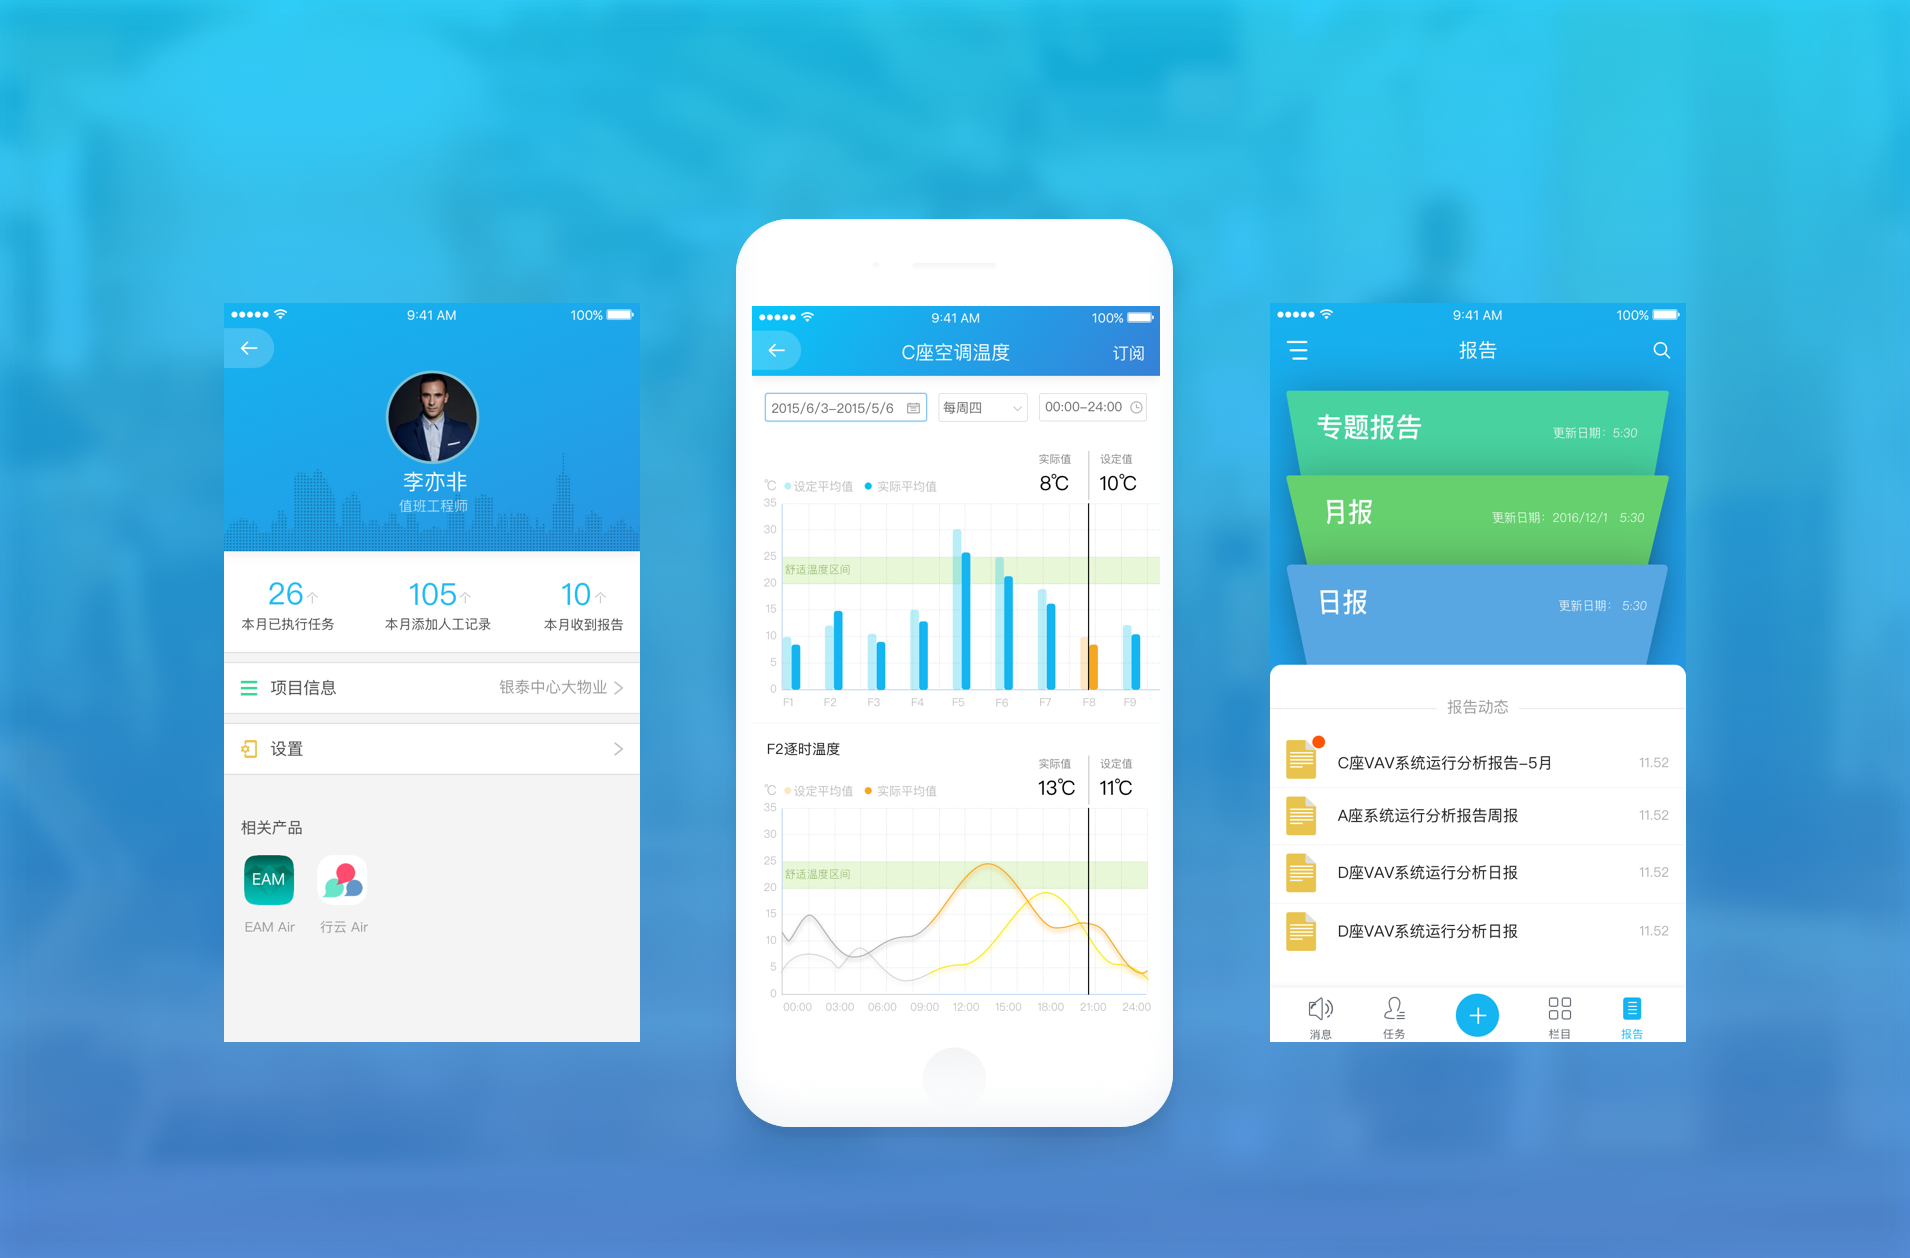 9:41 AM
100%
李亦非
值班工程师
26个
105个
10个
本月已执行任务
本月添加人工记录
本月收到报告
项目信息
银泰中心大物业
设置
相关产品
EAM
EAM Air
行云 Air
9:41 AM
100%
C座空调温度
订阅
2015/6/3-2015/5/6
每周四
00:00-24:00
实际值
设定值
8℃
10℃
℃
设定平均值
实际平均值
35
30
25
舒适温度区间
20
15
10
5
0
F1
F2
F3
F4
F5
F6
F7
F8
F9
F2逐时温度
实际值
设定值
13℃
11℃
℃
设定平均值
实际平均值
35
30
25
舒适温度区间
20
15
10
5
0
00:00
03:00
06:00
09:00
12:00
15:00
18:00
21:00
24:00
9:41 AM
100%
报告
专题报告
更新日期：5:30
月报
更新日期：2016/12/1 5:30
日报
更新日期： 5:30
报告动态
C座VAV系统运行分析报告-5月
11.52
A座系统运行分析报告周报
11.52
D座VAV系统运行分析日报
11.52
D座VAV系统运行分析日报
11.52
消息
任务
栏目
报告